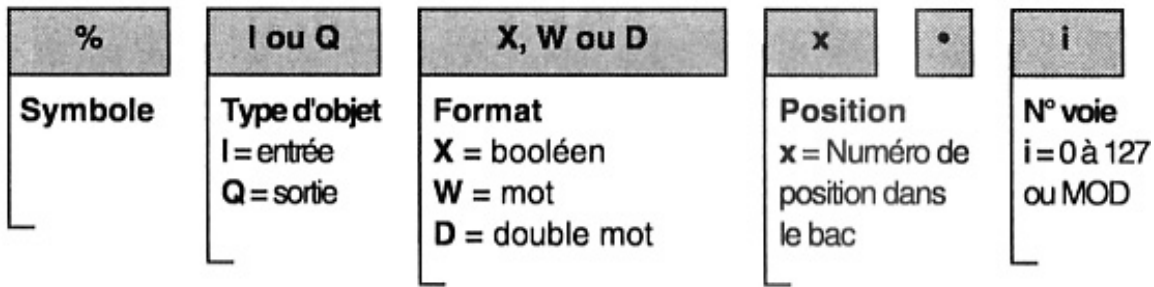 % I ou Q X, W ou D x • i
Symbole Type d'objet Format Position N° voie
I = entrée X = booléen x = Numéro de i = 0 à 127
Q = sortie W = mot position dans ou MOD
D = double mot le bac